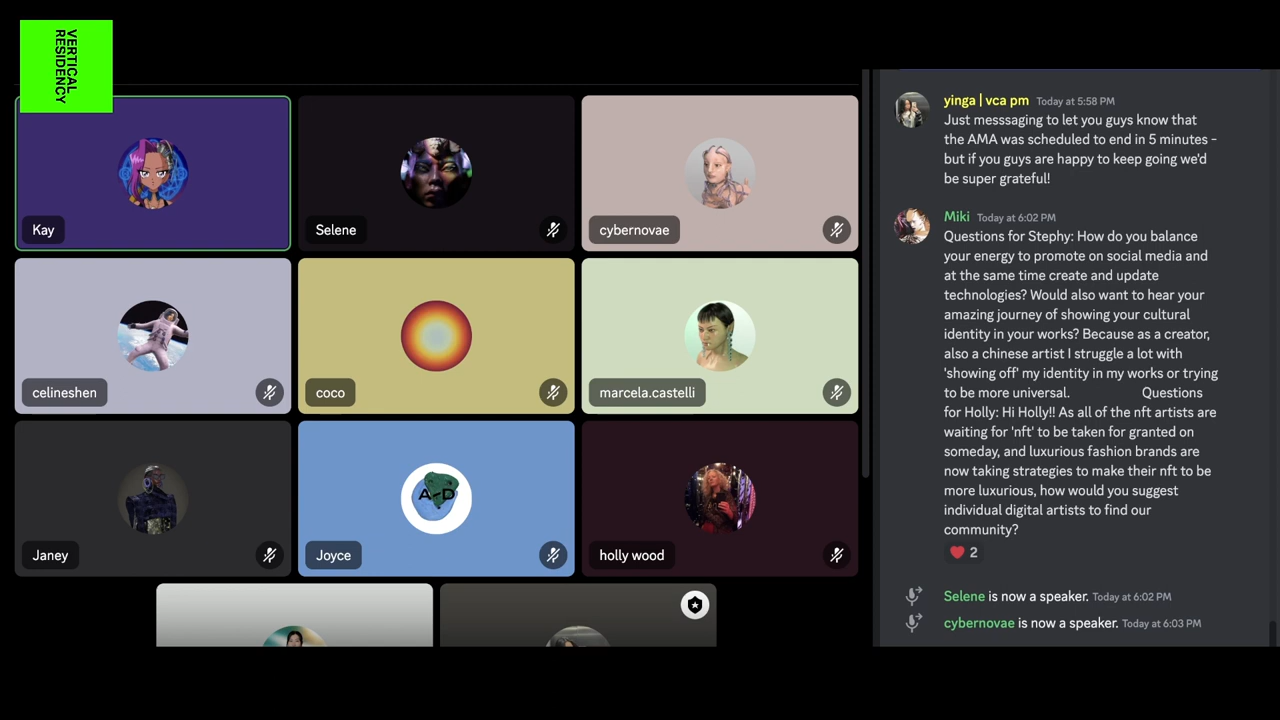 VERTICAL
RESIDENCY
Kay
Selene
cybernovae
celineshen
coco
marcela.castelli
Janey
A-D
Joyce
holly wood
yinga | vca pm Today at 5:58 PM
Just messsaging to let you guys know that
the AMA was scheduled to end in 5 minutes -
but if you guys are happy to keep going we'd
be super grateful!
Miki Today at 6:02 PM
Questions for Stephy: How do you balance
your energy to promote on social media and
at the same time create and update
technologies? Would also want to hear your
amazing journey of showing your cultural
identity in your works? Because as a creator,
also a chinese artist I struggle a lot with
'showing off' my identity in my works or trying
to be more universal. Questions
for Holly: Hi Holly!! As all of the nft artists are
waiting for 'nft' to be taken for granted on
someday, and luxurious fashion brands are
now taking strategies to make their nft to be
more luxurious, how would you suggest
individual digital artists to find our
community?
2
Selene is now a speaker. Today at 6:02 PM
cybernovae is now a speaker. Today at 6:03 PM